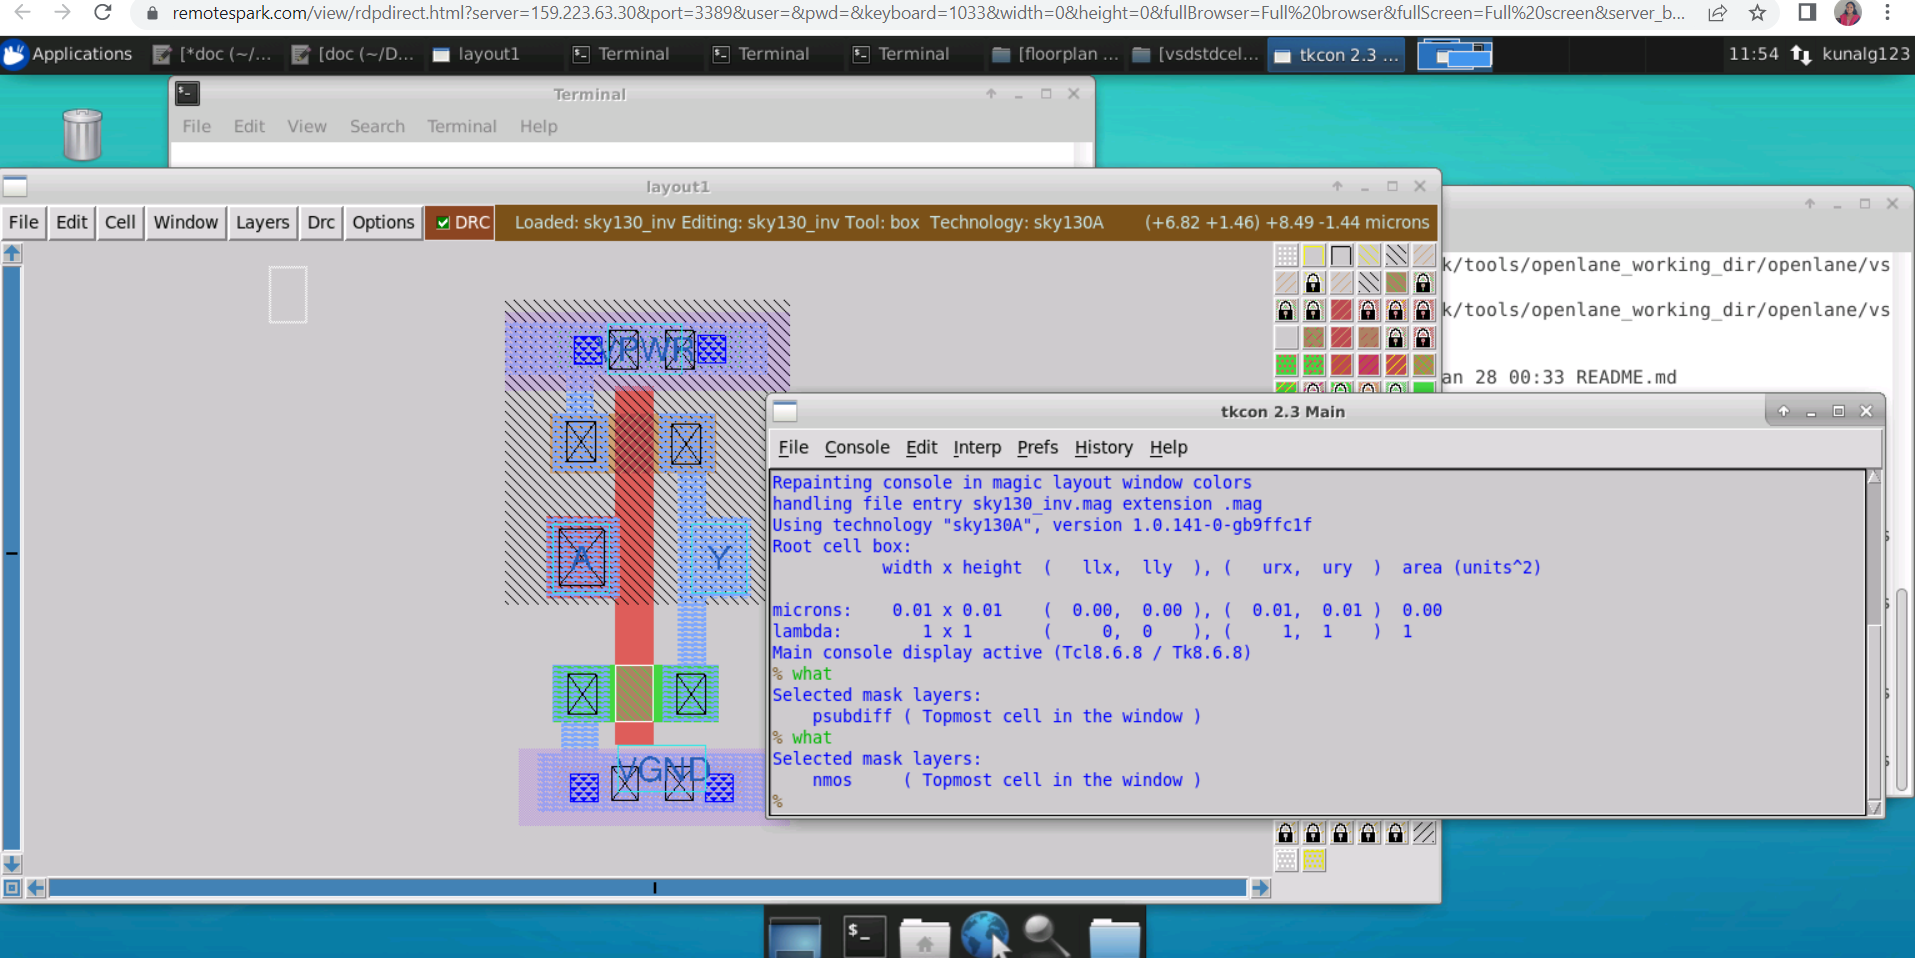 remotespark.com/view/rdpdirect.html?server=159.223.63.30&port=3389&user=&pwd=&keyboard=1033&width=0&height=0&fullBrowser=Full%20browser&fullScreen=Full%20screen&server_b...
Applications [*doc (~/... [doc (~/D... layout1 Terminal Terminal Terminal [floorplan ... [vsdstdcel... tkcon 2.3 ... 11:54 kunalg123
Terminal
File Edit View Search Terminal Help
layout1
File Edit Cell Window Layers Drc Options DRC Loaded: sky130_inv Editing: sky130_inv Tool: box Technology: sky130A (+6.82 +1.46) +8.49 -1.44 microns
k/tools/openlane_working_dir/openlane/vs
k/tools/openlane_working_dir/openlane/vs
an 28 00:33 README.md
VPWR
A
Y
VGND
tkcon 2.3 Main
File Console Edit Interp Prefs History Help
Repainting console in magic layout window colors
handling file entry sky130_inv.mag extension .mag
Using technology "sky130A", version 1.0.141-0-gb9ffc1f
Root cell box:
width x height ( llx, lly ), ( urx, ury ) area (units^2)
microns: 0.01 x 0.01 ( 0.00, 0.00 ), ( 0.01, 0.01 ) 0.00
lambda: 1 x 1 ( 0, 0 ), ( 1, 1 ) 1
Main console display active (Tcl8.6.8 / Tk8.6.8)
% what
Selected mask layers:
psubdiff ( Topmost cell in the window )
% what
Selected mask layers:
nmos ( Topmost cell in the window )
%
$_